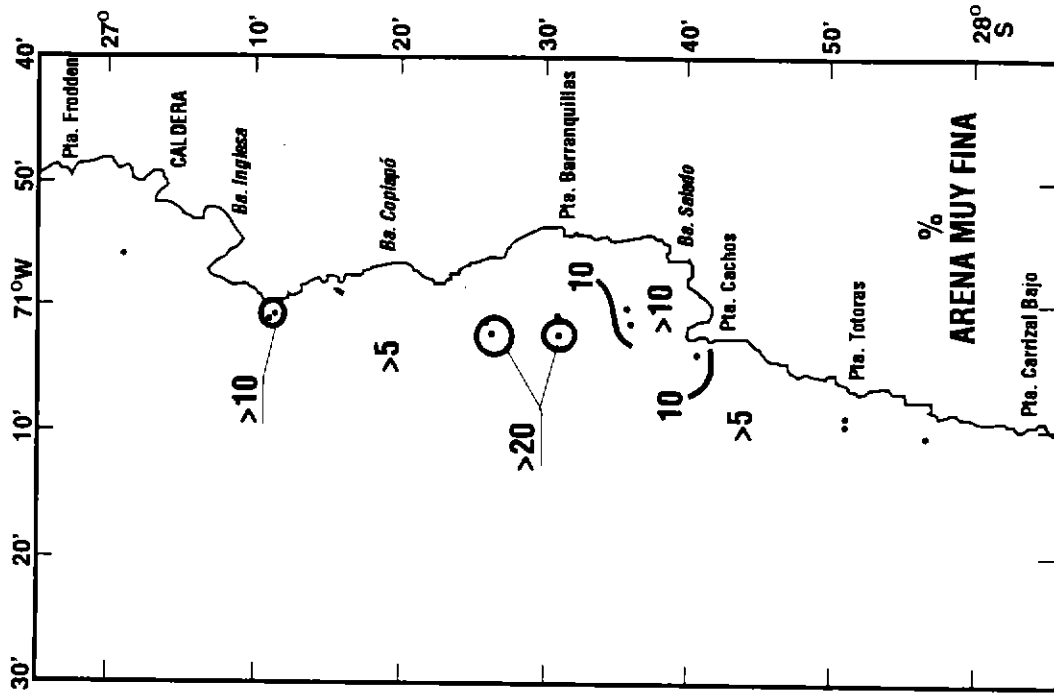 30'
20'
10'
71°W
50'
40'
27°
10'
20'
30'
40'
50'
28°
S
Pta. Frodden
CALDERA
Ba. Inglesa
Ba. Copiapó
Pta. Barranquillas
Ba. Salado
Pta. Cachos
Pta. Totoras
Pta. Carrizal Bajo
>10
>5
>20
10
>10
10
>5
%
ARENA MUY FINA